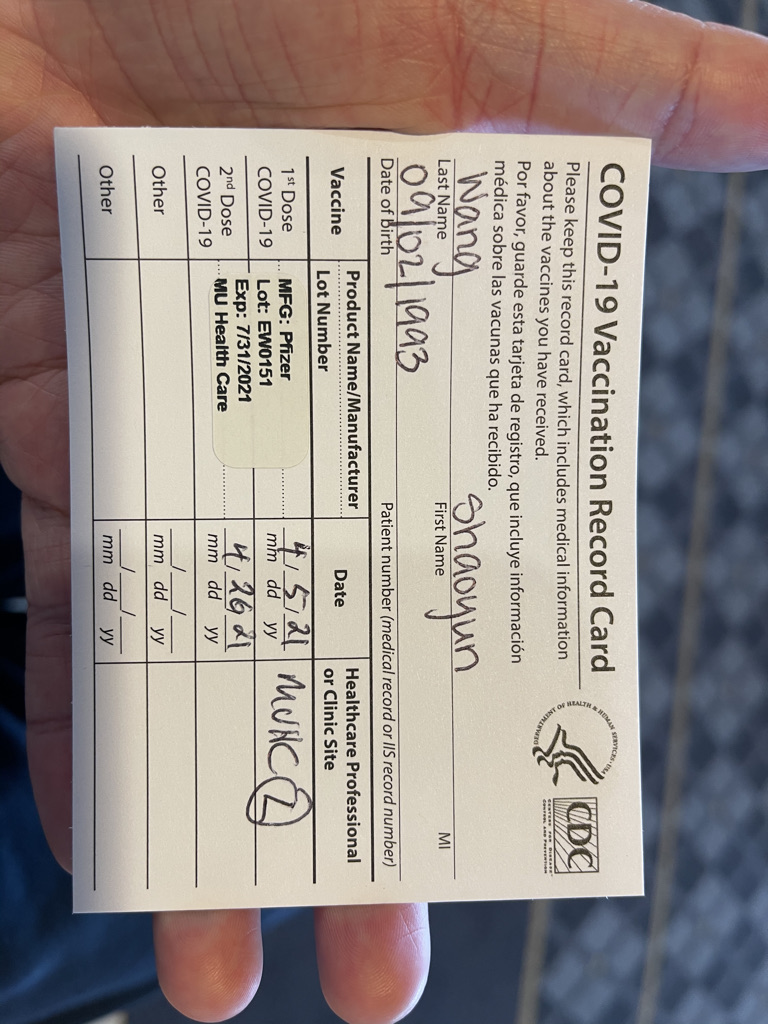 COVID-19 Vaccination Record Card
Please keep this record card, which includes medical information
about the vaccines you have received.
Por favor, guarde esta tarjeta de registro, que incluye información
médica sobre las vacunas que ha recibido.
DEPARTMENT OF HEALTH & HUMAN SERVICES · USA
CDC
CENTERS FOR DISEASE
CONTROL AND PREVENTION
Wang Shaoyun
Last Name First Name MI
09/02/1993
Date of birth Patient number (medical record or IIS record number)
Vaccine Product Name/Manufacturer Date Healthcare Professional
Lot Number or Clinic Site
1st Dose MFG: Pfizer 4/5/21 MUHC 2
COVID-19 Lot: EW0151 mm dd yy
2nd Dose Exp: 7/31/2021 4/26/21
COVID-19 MU Health Care mm dd yy
Other ___/___/___
mm dd yy
Other ___/___/___
mm dd yy